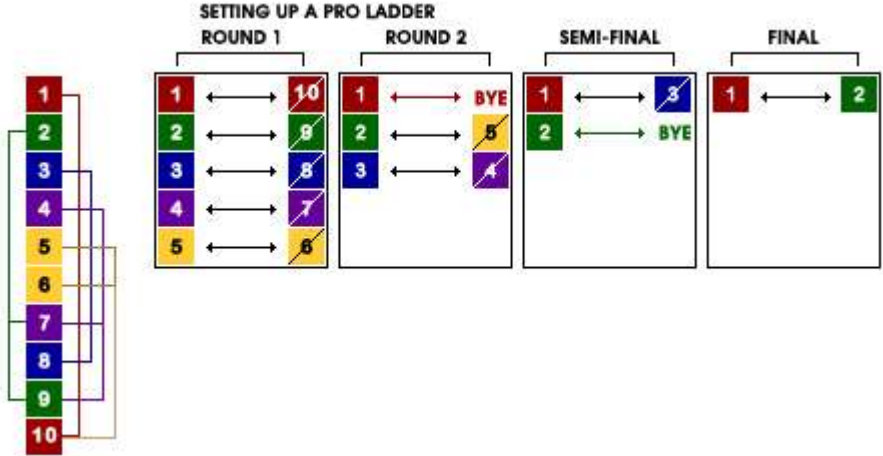 SETTING UP A PRO LADDER
ROUND 1 ROUND 2 SEMI-FINAL FINAL
1 1 10 1 BYE 1 3 1 2
2 2 9 2 5 2 BYE
3 3 8 3 4
4 4 7
5 5 6
6
7
8
9
10